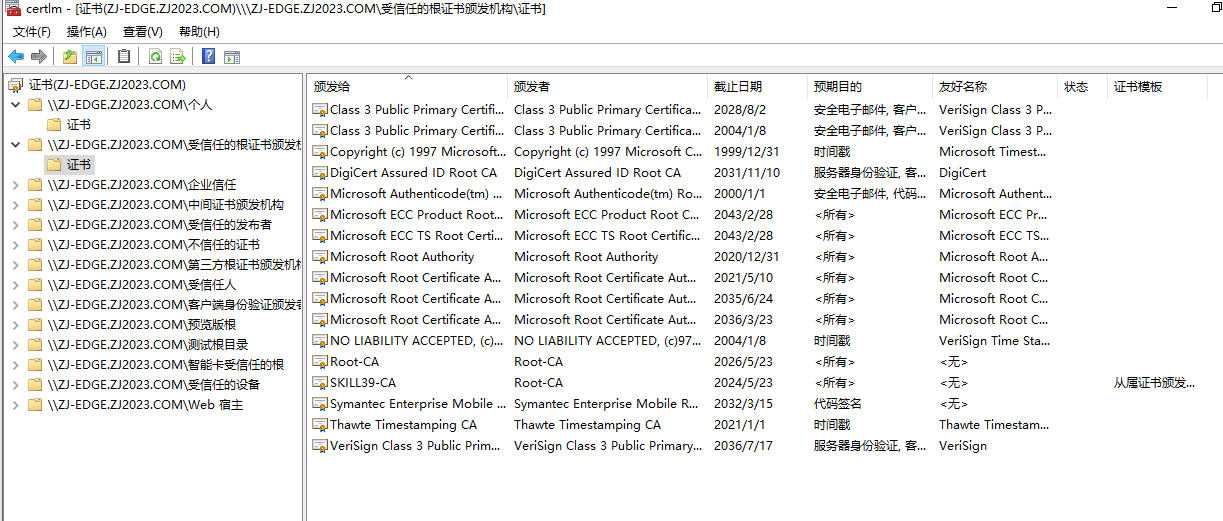 certlm - [证书(ZJ-EDGE.ZJ2023.COM)\\\ZJ-EDGE.ZJ2023.COM\受信任的根证书颁发机构\证书]
文件(F) 操作(A) 查看(V) 帮助(H)
证书(ZJ-EDGE.ZJ2023.COM)
\\ZJ-EDGE.ZJ2023.COM\个人
证书
\\ZJ-EDGE.ZJ2023.COM\受信任的根证书颁发机
证书
\\ZJ-EDGE.ZJ2023.COM\企业信任
\\ZJ-EDGE.ZJ2023.COM\中间证书颁发机构
\\ZJ-EDGE.ZJ2023.COM\受信任的发布者
\\ZJ-EDGE.ZJ2023.COM\不信任的证书
\\ZJ-EDGE.ZJ2023.COM\第三方根证书颁发机构
\\ZJ-EDGE.ZJ2023.COM\受信任人
\\ZJ-EDGE.ZJ2023.COM\客户端身份验证颁发者
\\ZJ-EDGE.ZJ2023.COM\预览版根
\\ZJ-EDGE.ZJ2023.COM\测试根目录
\\ZJ-EDGE.ZJ2023.COM\智能卡受信任的根
\\ZJ-EDGE.ZJ2023.COM\受信任的设备
\\ZJ-EDGE.ZJ2023.COM\Web 宿主
颁发给 颁发者 截止日期 预期目的 友好名称 状态 证书模板
Class 3 Public Primary Certifi... Class 3 Public Primary Certifica... 2028/8/2 安全电子邮件, 客户... VeriSign Class 3 P...
Class 3 Public Primary Certifi... Class 3 Public Primary Certifica... 2004/1/8 安全电子邮件, 客户... VeriSign Class 3 P...
Copyright (c) 1997 Microsoft... Copyright (c) 1997 Microsoft C... 1999/12/31 时间戳 Microsoft Timest...
DigiCert Assured ID Root CA DigiCert Assured ID Root CA 2031/11/10 服务器身份验证, 客... DigiCert
Microsoft Authenticode(tm) ... Microsoft Authenticode(tm) Ro... 2000/1/1 安全电子邮件, 代码... Microsoft Authent...
Microsoft ECC Product Root... Microsoft ECC Product Root C... 2043/2/28 <所有> Microsoft ECC Pr...
Microsoft ECC TS Root Certi... Microsoft ECC TS Root Certific... 2043/2/28 <所有> Microsoft ECC TS...
Microsoft Root Authority Microsoft Root Authority 2020/12/31 <所有> Microsoft Root A...
Microsoft Root Certificate A... Microsoft Root Certificate Aut... 2021/5/10 <所有> Microsoft Root C...
Microsoft Root Certificate A... Microsoft Root Certificate Aut... 2035/6/24 <所有> Microsoft Root C...
Microsoft Root Certificate A... Microsoft Root Certificate Aut... 2036/3/23 <所有> Microsoft Root C...
NO LIABILITY ACCEPTED, (c)... NO LIABILITY ACCEPTED, (c)97 ... 2004/1/8 时间戳 VeriSign Time Sta...
Root-CA Root-CA 2026/5/23 <所有> <无>
SKILL39-CA Root-CA 2024/5/23 <所有> <无> 从属证书颁发...
Symantec Enterprise Mobile ... Symantec Enterprise Mobile R... 2032/3/15 代码签名 <无>
Thawte Timestamping CA Thawte Timestamping CA 2021/1/1 时间戳 Thawte Timestam...
VeriSign Class 3 Public Prim... VeriSign Class 3 Public Primary... 2036/7/17 服务器身份验证, 客... VeriSign